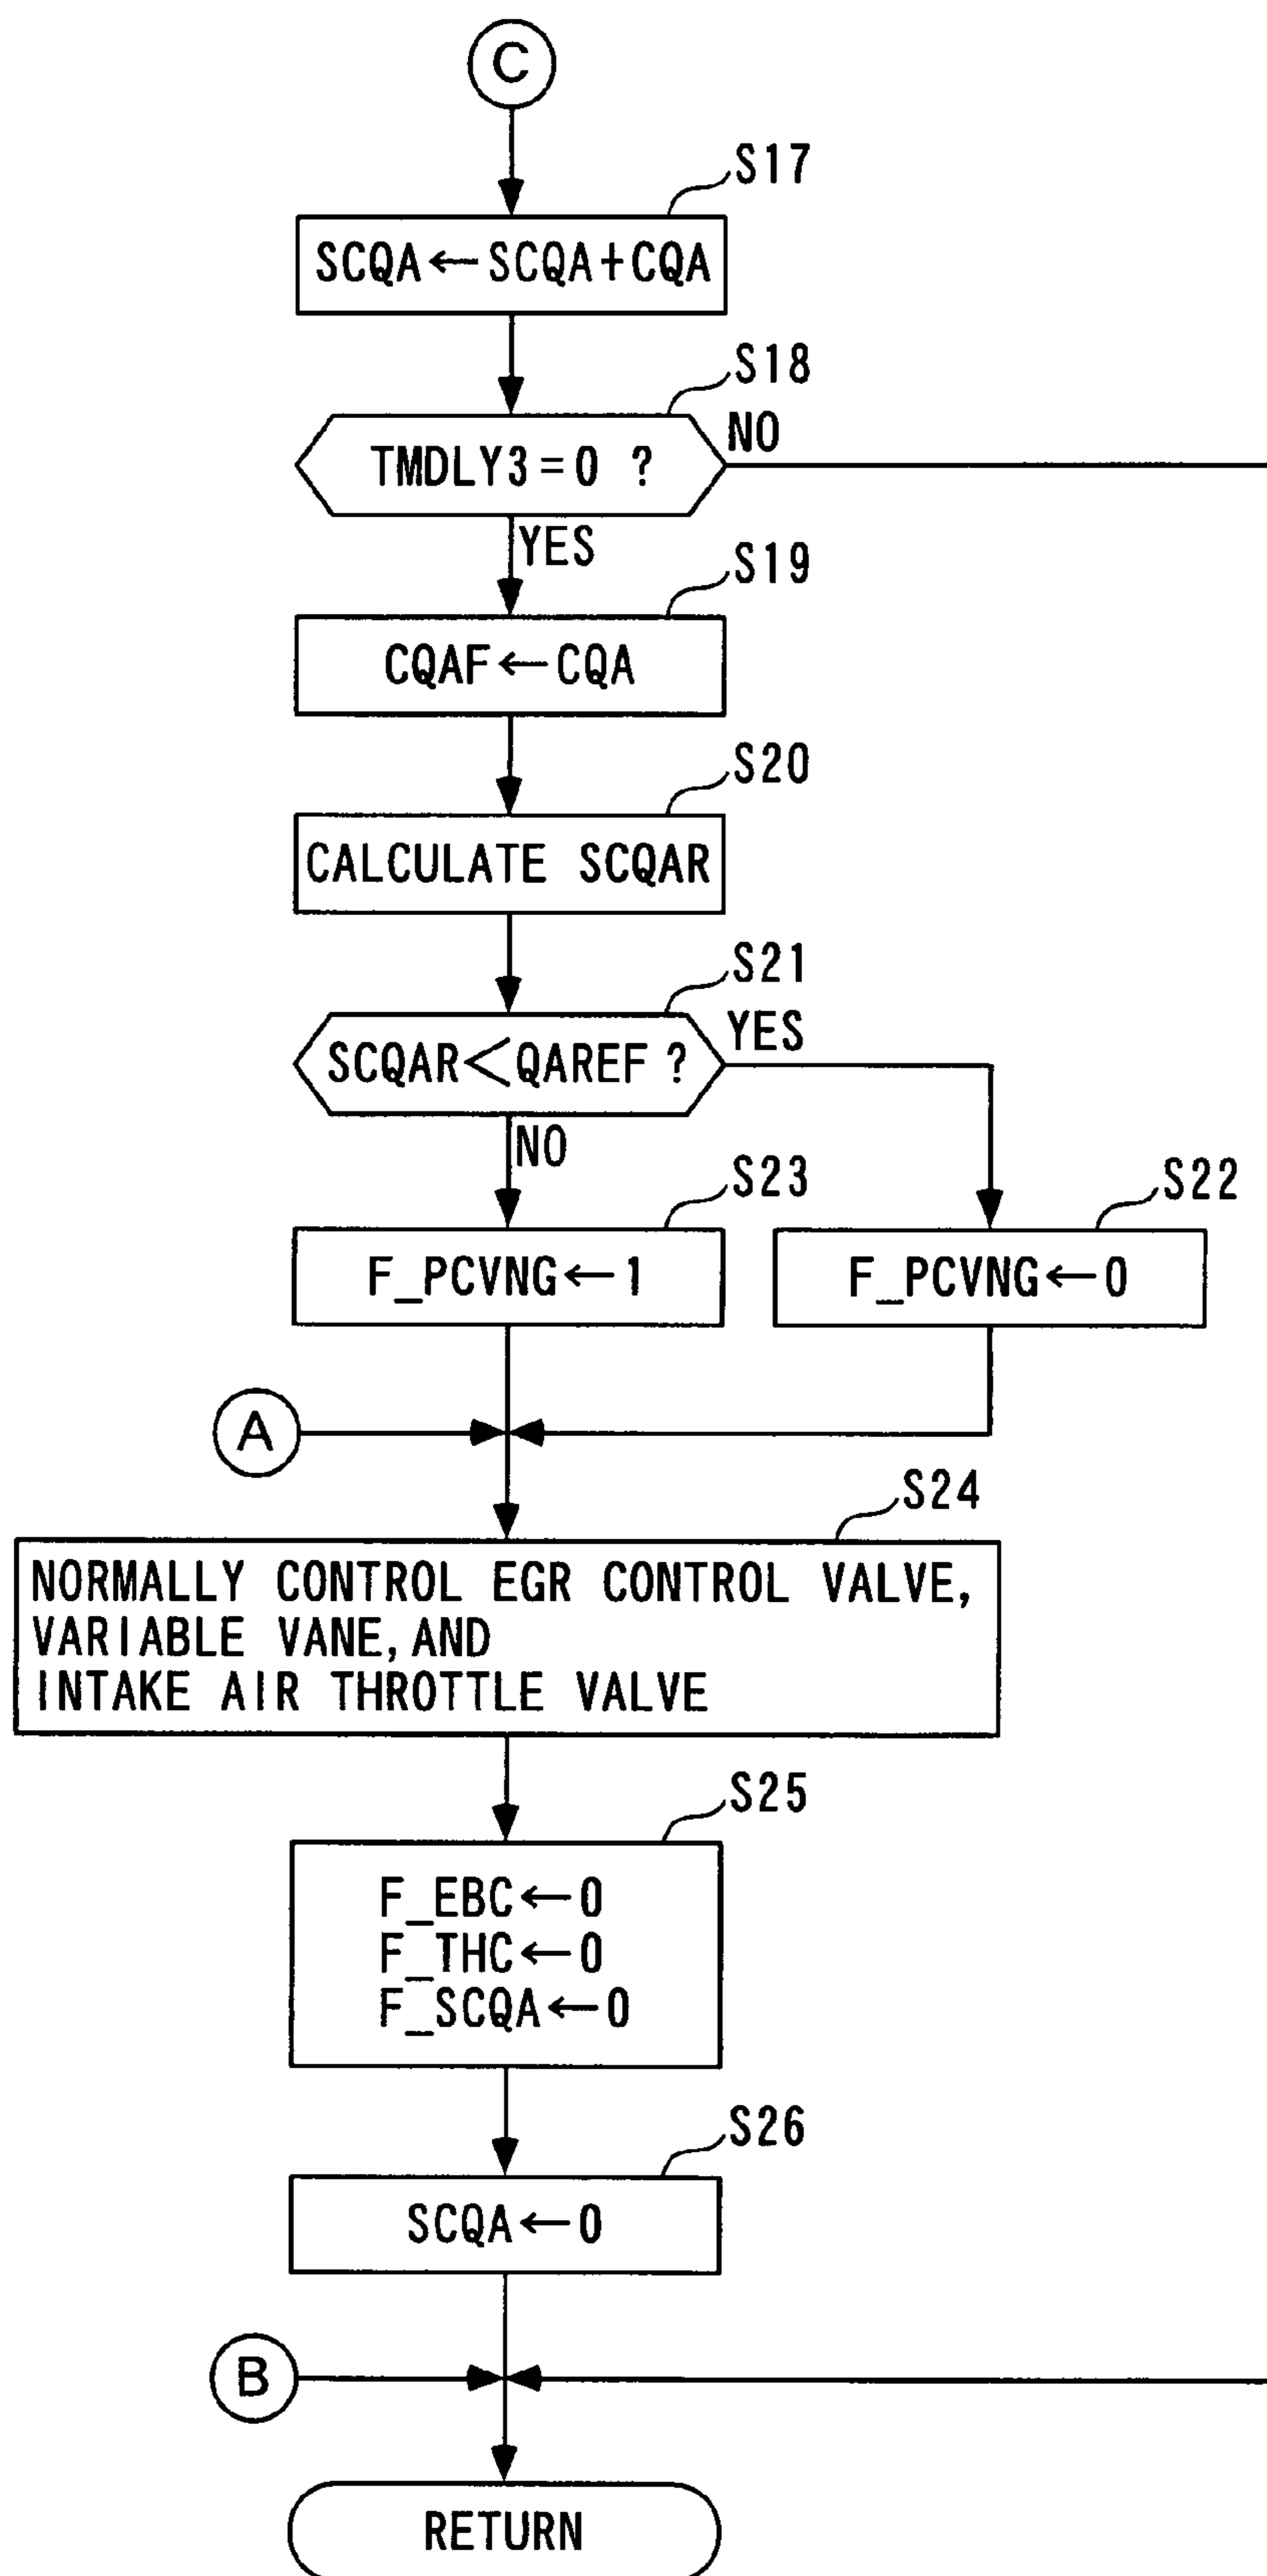 C
S17
SCQA←SCQA+CQA
S18
TMDLY3=0 ?
NO
YES
S19
CQAF←CQA
S20
CALCULATE SCQAR
S21
SCQAR<QAREF ?
YES
NO
S23
F_PCVNG←1
S22
F_PCVNG←0
A
S24
NORMALLY CONTROL EGR CONTROL VALVE,
VARIABLE VANE, AND
INTAKE AIR THROTTLE VALVE
S25
F_EBC←0
F_THC←0
F_SCQA←0
S26
SCQA←0
B
RETURN